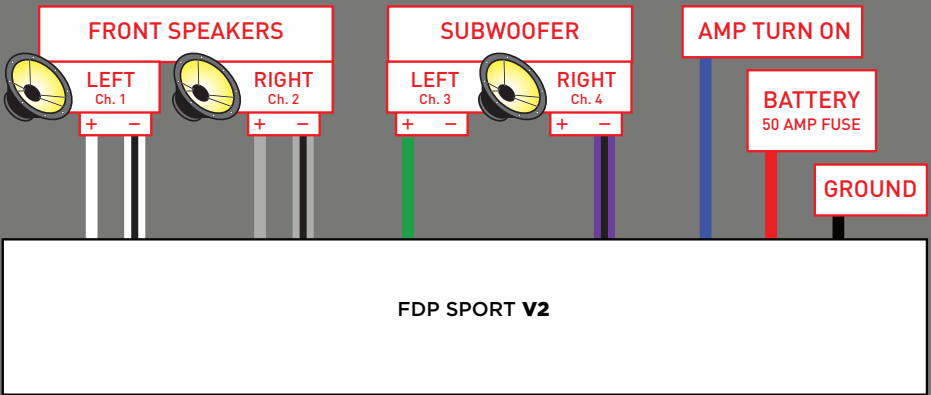 FRONT SPEAKERS
LEFT
Ch. 1
+ −
RIGHT
Ch. 2
+ −
SUBWOOFER
LEFT
Ch. 3
+ −
RIGHT
Ch. 4
+ −
AMP TURN ON
BATTERY
50 AMP FUSE
GROUND
FDP SPORT V2